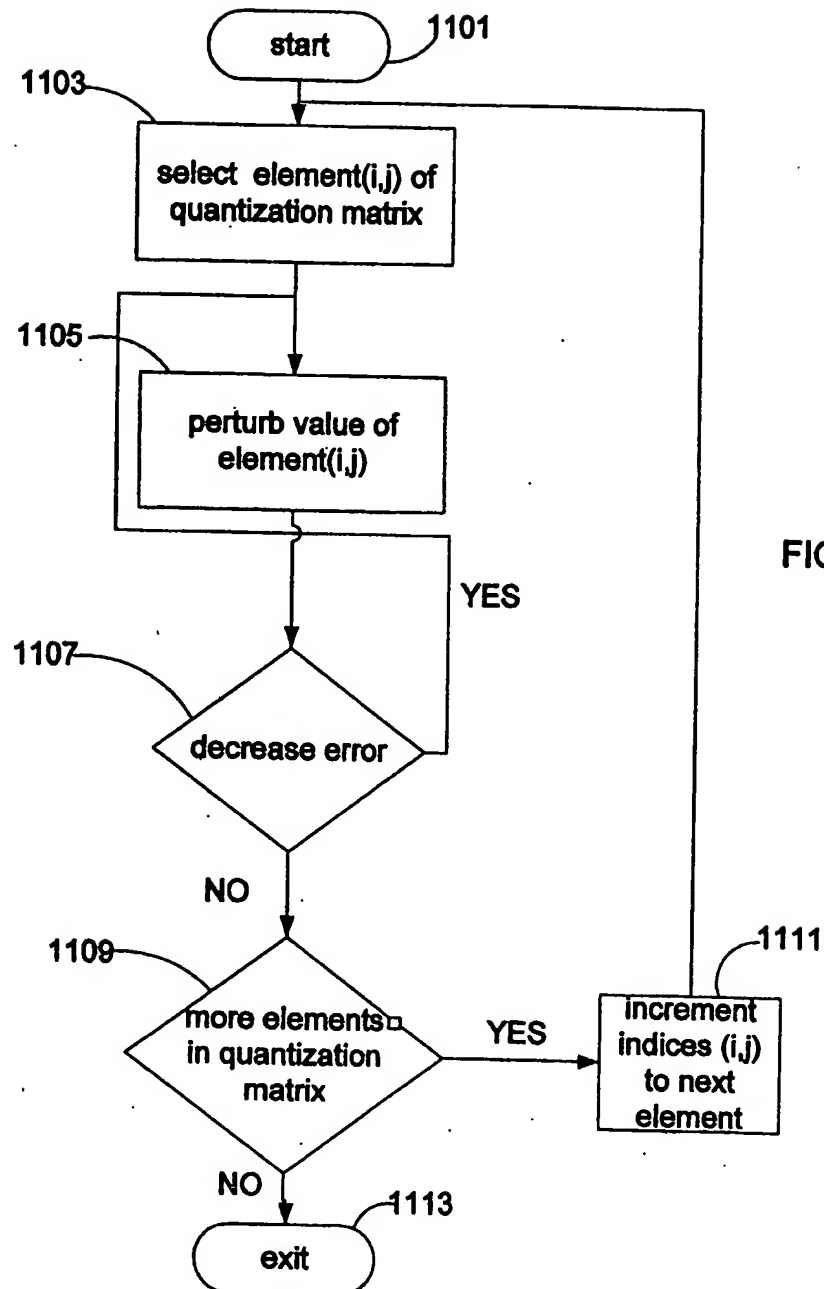 start
1101
1103
select element(i,j) of
quantization matrix
1105
perturb value of
element(i,j)
YES
1107
decrease error
NO
1109
more elements
in quantization
matrix
YES
1111
increment
indices (i,j)
to next
element
NO
1113
exit